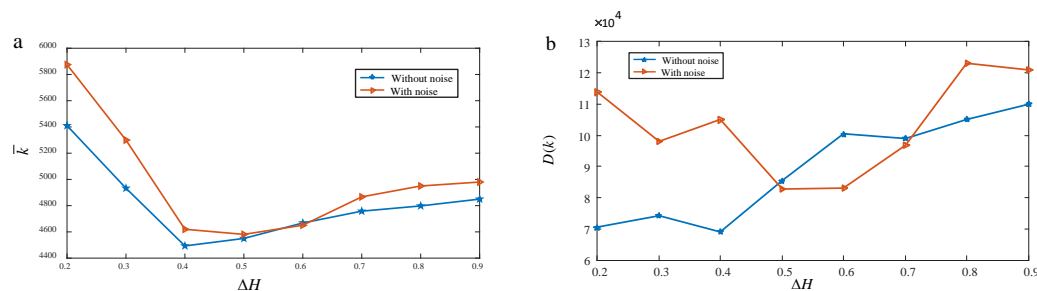 a
6000
5800
5600
5400
5200
5000
4800
4600
4400
k̅
0.2 0.3 0.4 0.5 0.6 0.7 0.8 0.9
ΔH
Without noise
With noise
b
×10⁴
13
12
11
10
9
8
7
6
D(k)
0.2 0.3 0.4 0.5 0.6 0.7 0.8 0.9
ΔH
Without noise
With noise